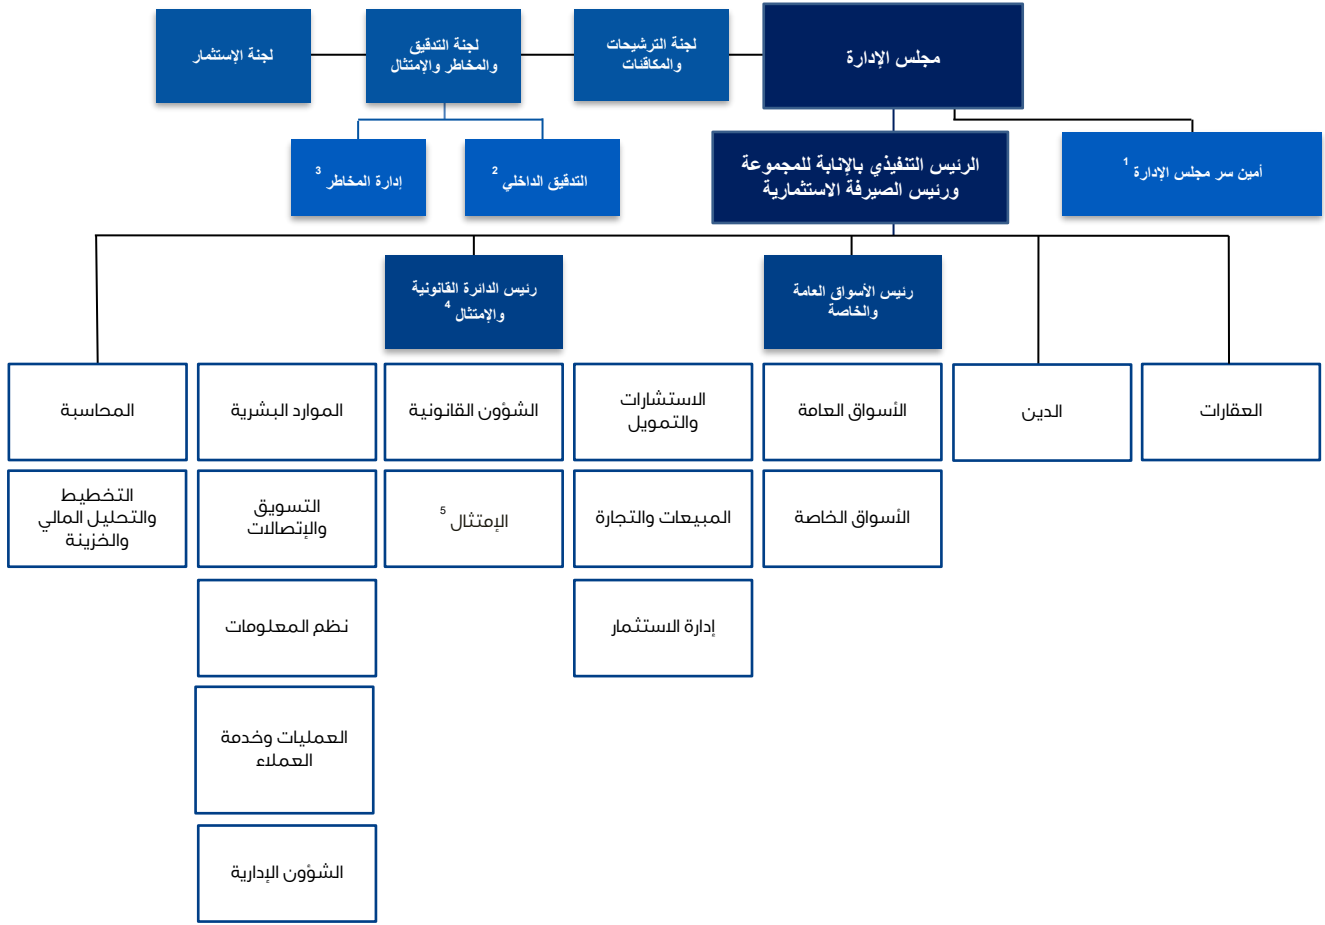 مجلس الإدارة
لجنة الترشيحات
والمكافئات
لجنة التدقيق
والمخاطر والإمتثال
لجنة الإستثمار
أمين سر مجلس الإدارة 1
الرئيس التنفيذي بالإنابة للمجموعة
ورئيس الصيرفة الاستثمارية
التدقيق الداخلي 2
إدارة المخاطر 3
رئيس الأسواق العامة
والخاصة
رئيس الدائرة القانونية
والإمتثال 4
العقارات
الدين
الأسواق العامة
الاستشارات
والتمويل
الشؤون القانونية
الموارد البشرية
المحاسبة
الأسواق الخاصة
المبيعات والتجارة
الإمتثال 5
التسويق
والإتصالات
التخطيط
والتحليل المالي
والخزينة
إدارة الاستثمار
نظم المعلومات
العمليات وخدمة
العملاء
الشؤون الإدارية